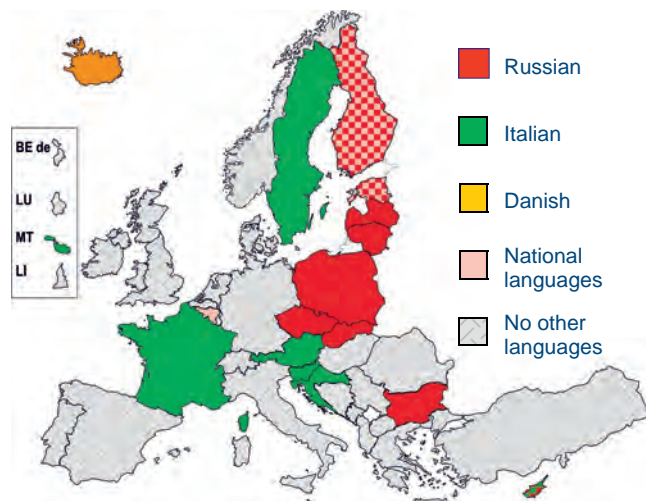 Russian
Italian
Danish
National
languages
No other
languages
BE de
LU
MT
LI